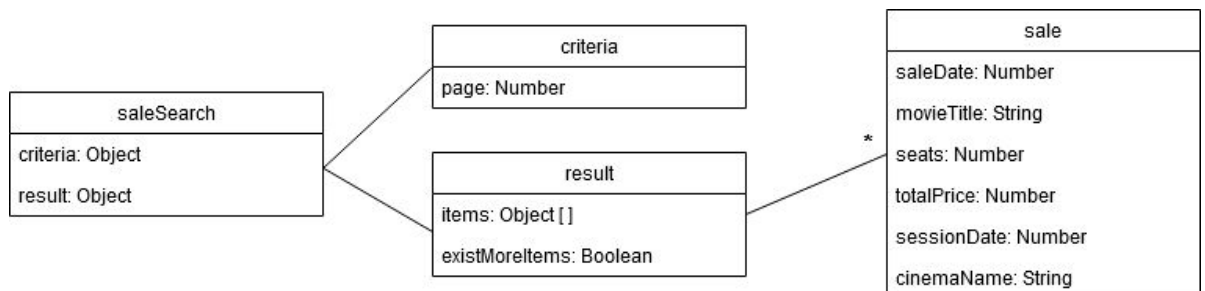 saleSearch
criteria: Object
result: Object
criteria
page: Number
result
items: Object [ ]
existMoreItems: Boolean
*
sale
saleDate: Number
movieTitle: String
seats: Number
totalPrice: Number
sessionDate: Number
cinemaName: String